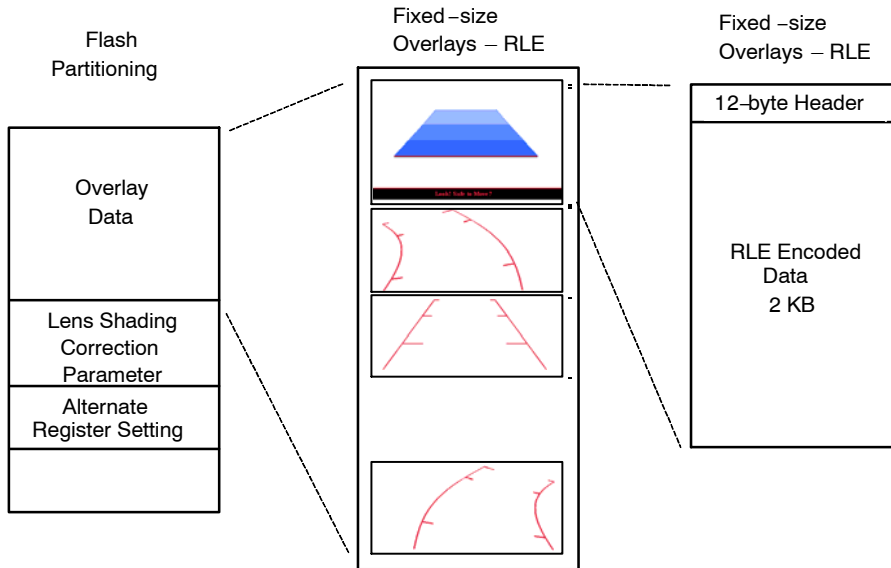 Flash
Partitioning
Overlay
Data
Lens Shading
Correction
Parameter
Alternate
Register Setting
Fixed–size
Overlays – RLE
Fixed –size
Overlays – RLE
12–byte Header
RLE Encoded
Data
2 KB